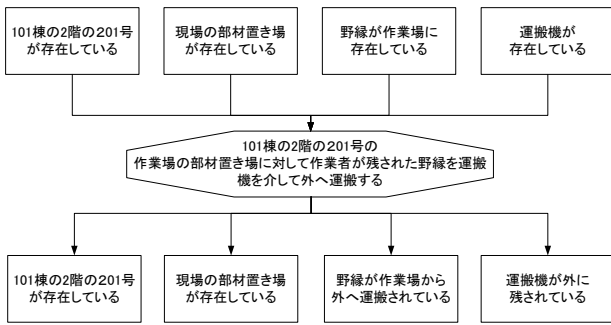 101棟の2階の201号
が存在している
現場の部材置き場
が存在している
野縁が作業場に
存在している
運搬機が
存在している
101棟の2階の201号の
作業場の部材置き場に対して作業者が残された野縁を運搬
機を介して外へ運搬する
101棟の2階の201号
が存在している
現場の部材置き場
が存在している
野縁が作業場から
外へ運搬されている
運搬機が外に
残されている